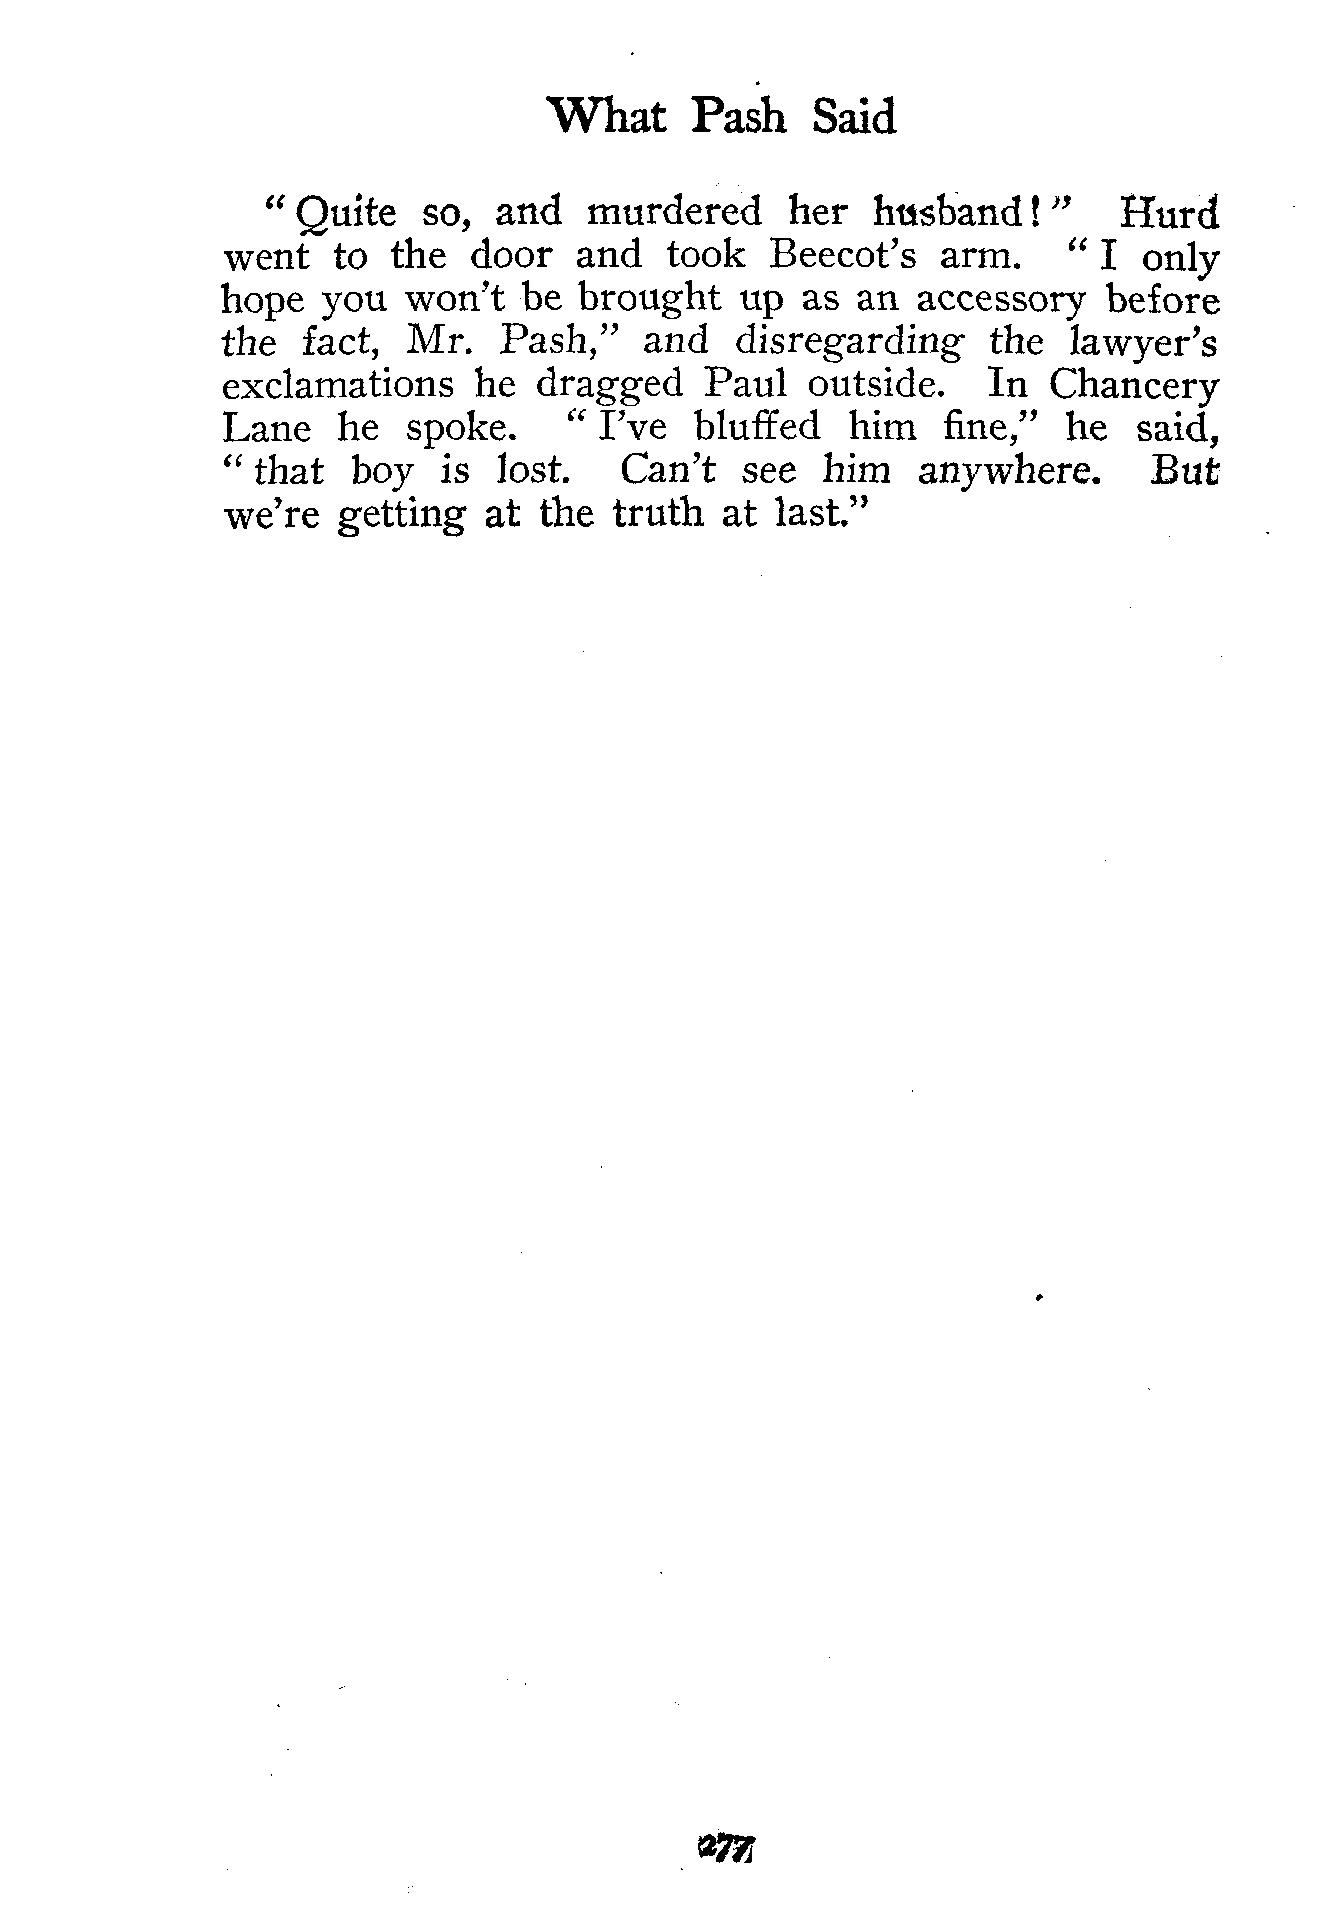 What Pash Said
“ Quite so, and murdered her husband! ” Hurd
went to the door and took Beecot’s arm. “ I only
hope you won’t be brought up as an accessory before
the fact, Mr. Pash,” and disregarding the lawyer’s
exclamations he dragged Paul outside. In Chancery
Lane he spoke. “ I’ve bluffed him fine,” he said,
“ that boy is lost. Can’t see him anywhere. But
we’re getting at the truth at last.”
277